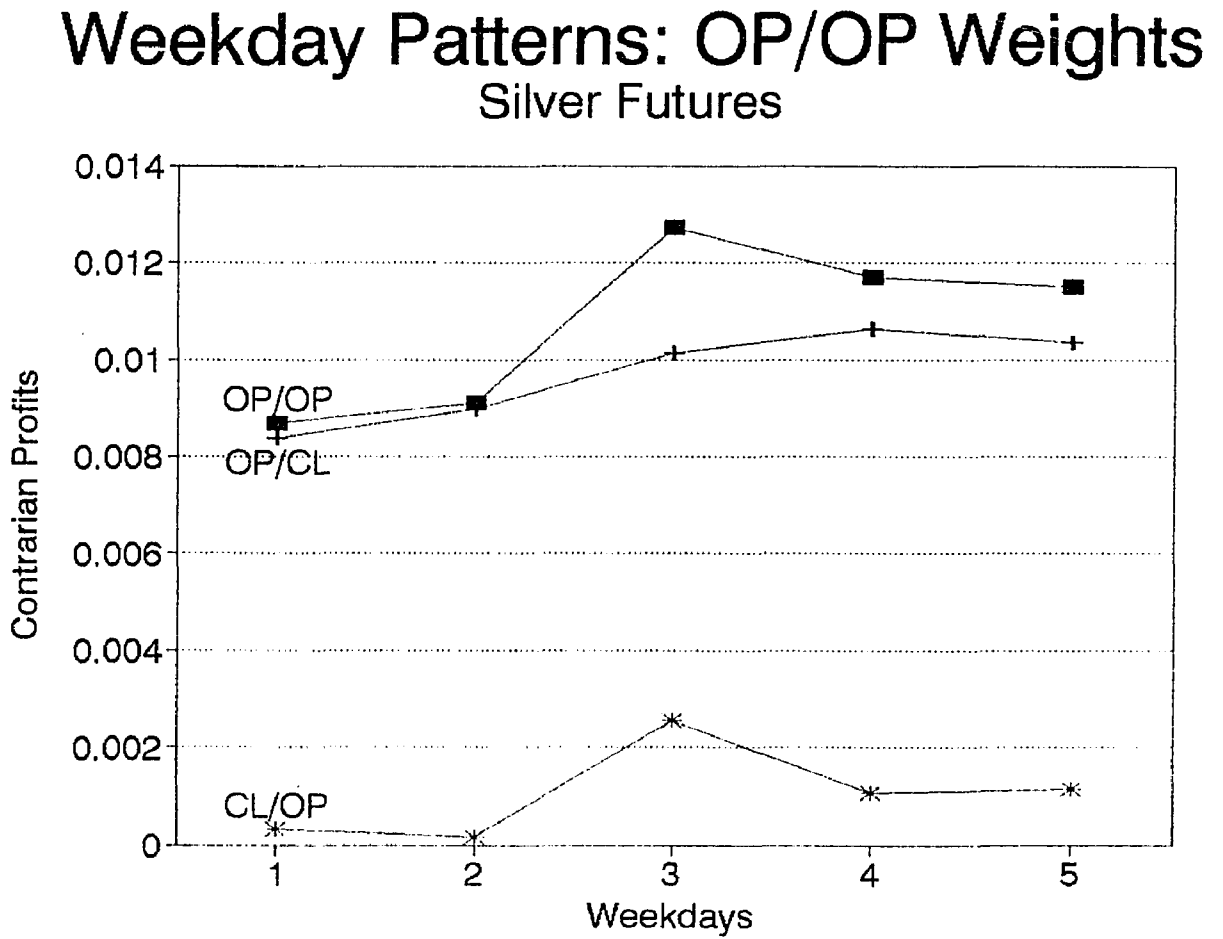 Weekday Patterns: OP/OP Weights
Silver Futures
0.014
0.012
0.01
0.008
0.006
0.004
0.002
0
Contrarian Profits
OP/OP
OP/CL
CL/OP
1 2 3 4 5
Weekdays